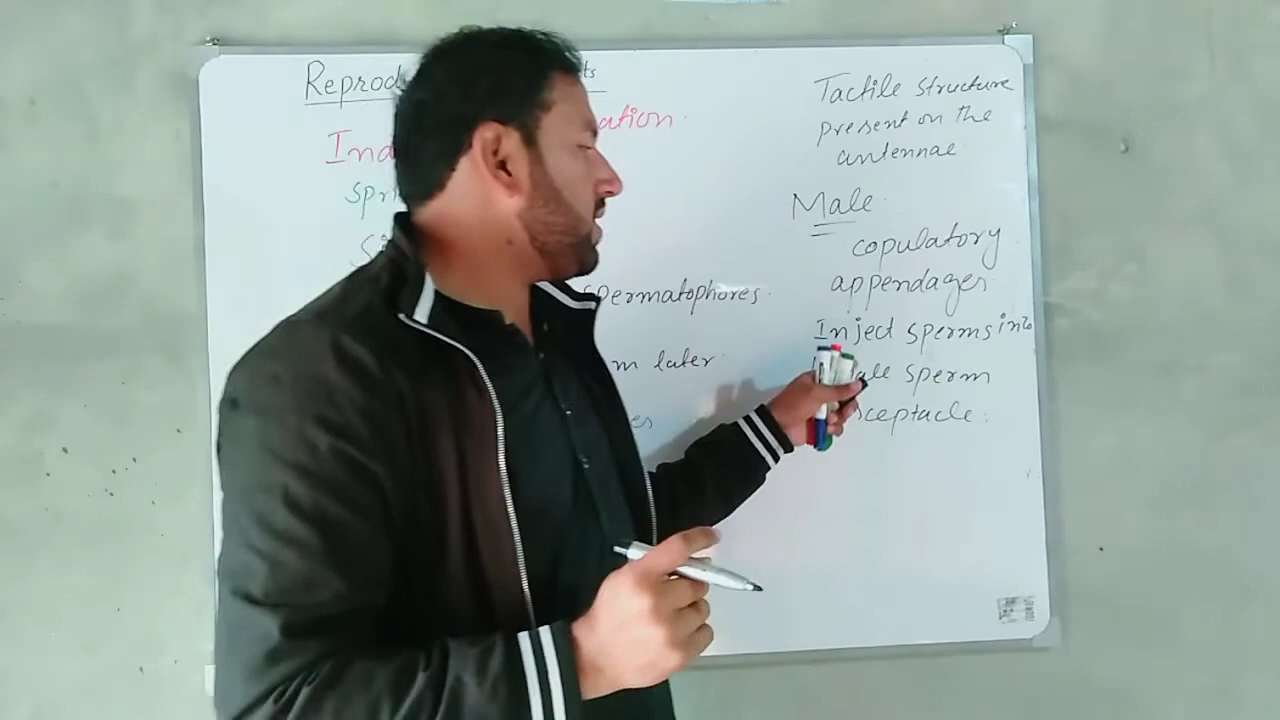 Reprod ts
Ind ation
spri
Si
spermatophores
m later
es
Tactile structure
present on the
antennae
Male
copulatory
appendages
Inject sperms into
ale sperm
ceptacle